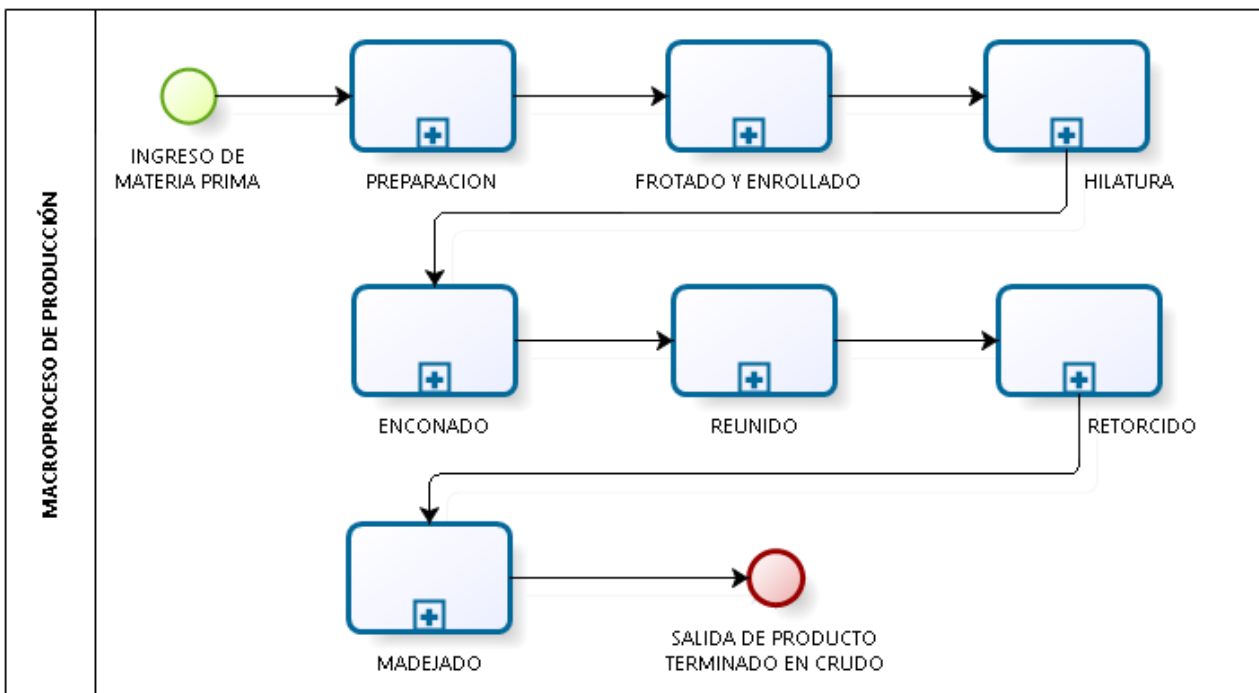 MACROPROCESO DE PRODUCCIÓN
INGRESO DE
MATERIA PRIMA
PREPARACION
FROTADO Y ENROLLADO
HILATURA
ENCONADO
REUNIDO
RETORCIDO
MADEJADO
SALIDA DE PRODUCTO
TERMINADO EN CRUDO